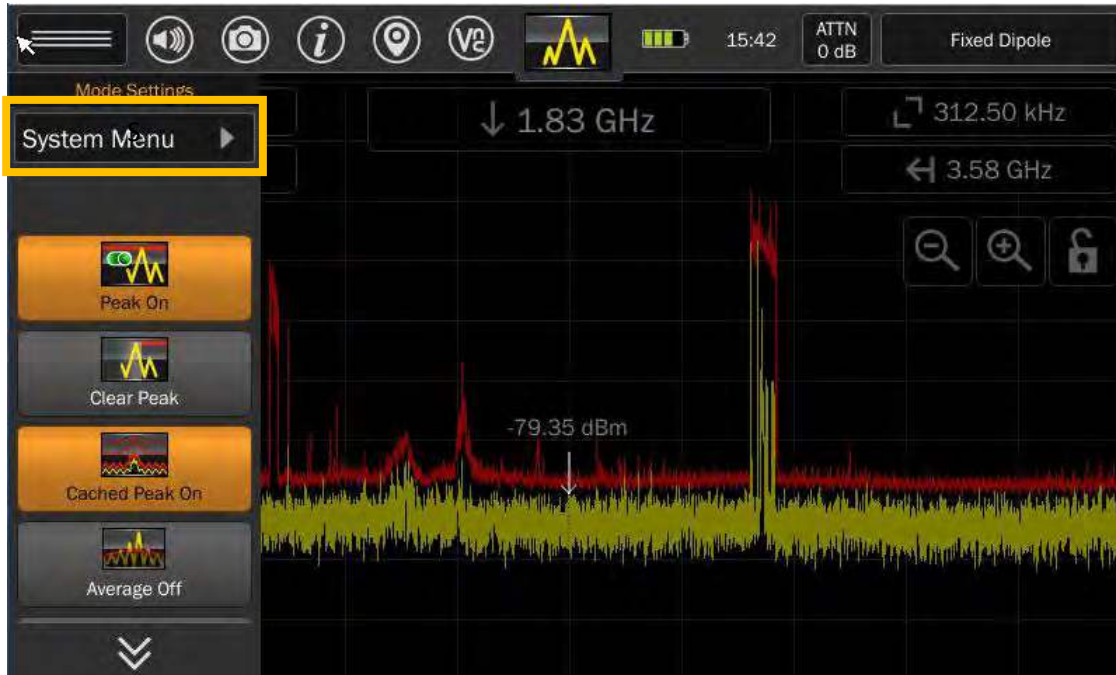 15:42
ATTN
0 dB
Fixed Dipole
Mode Settings
System Menu
1.83 GHz
312.50 kHz
3.58 GHz
Peak On
Clear Peak
-79.35 dBm
Cached Peak On
Average Off